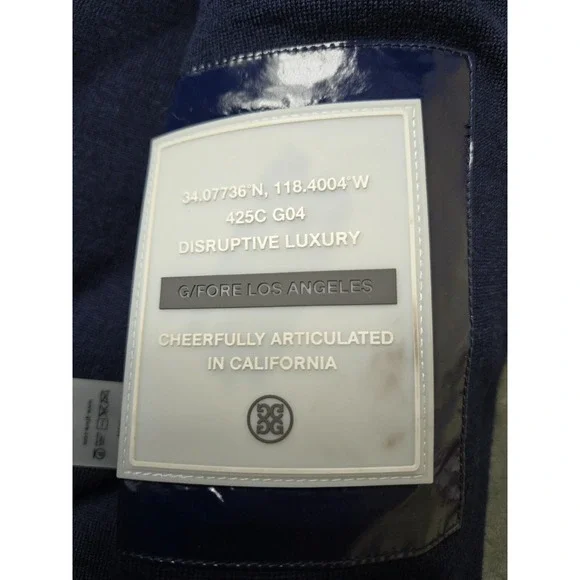 34.07736°N, 118.4004°W
425C G04
DISRUPTIVE LUXURY
G/FORE LOS ANGELES
CHEERFULLY ARTICULATED
IN CALIFORNIA